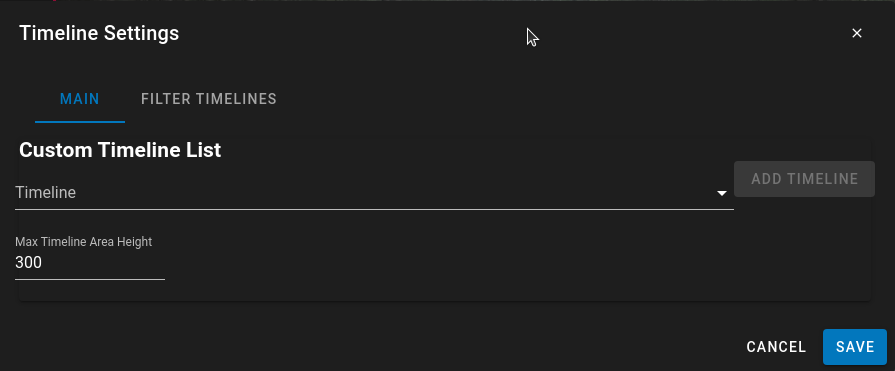 Timeline Settings
×
MAIN FILTER TIMELINES
Custom Timeline List
Timeline
ADD TIMELINE
Max Timeline Area Height
300
CANCEL SAVE